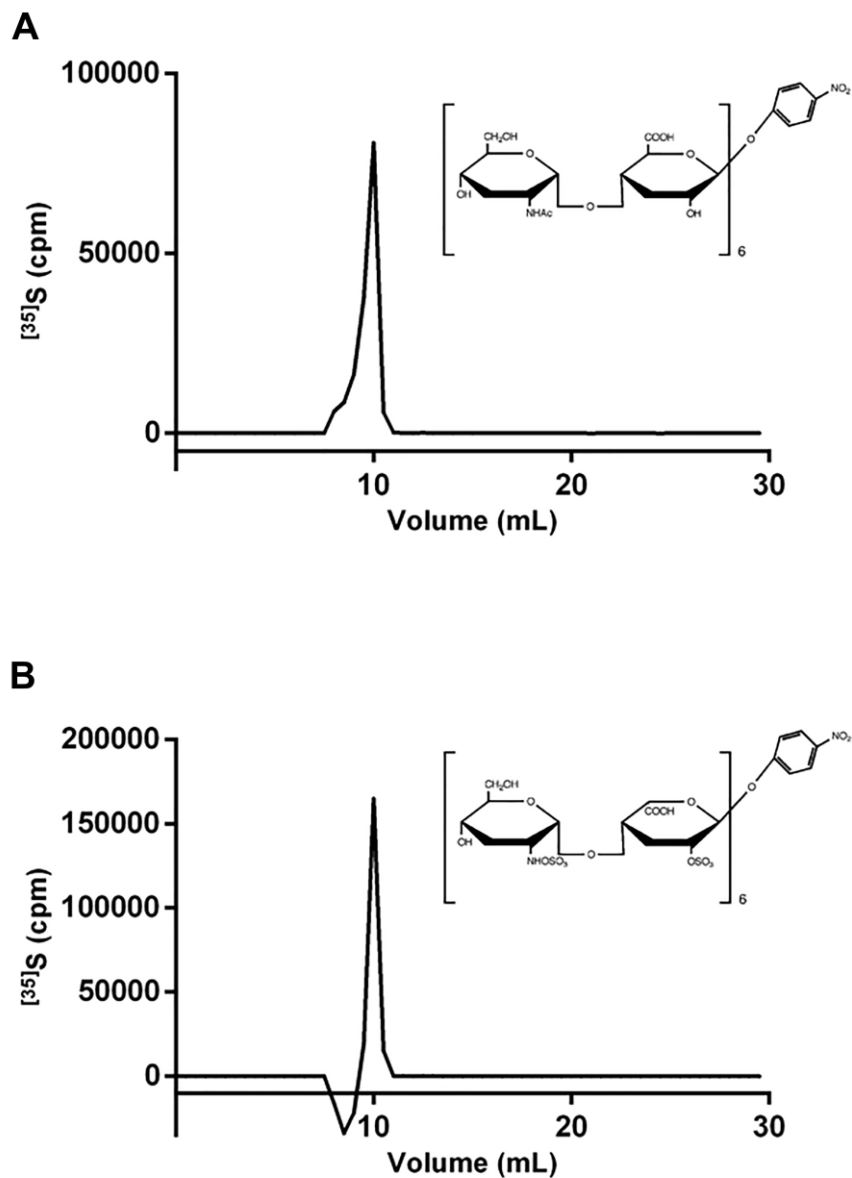 A
100000
50000
0
[35]S (cpm)
10 20 30
Volume (mL)
CH₂OH
O
OH
NHAc
O
COOH
O
OH
6
O
NO₂
B
200000
150000
100000
50000
0
[35]S (cpm)
10 20 30
Volume (mL)
CH₂OH
O
OH
NHOSO₃
O
COOH
O
OSO₃
6
O
NO₂